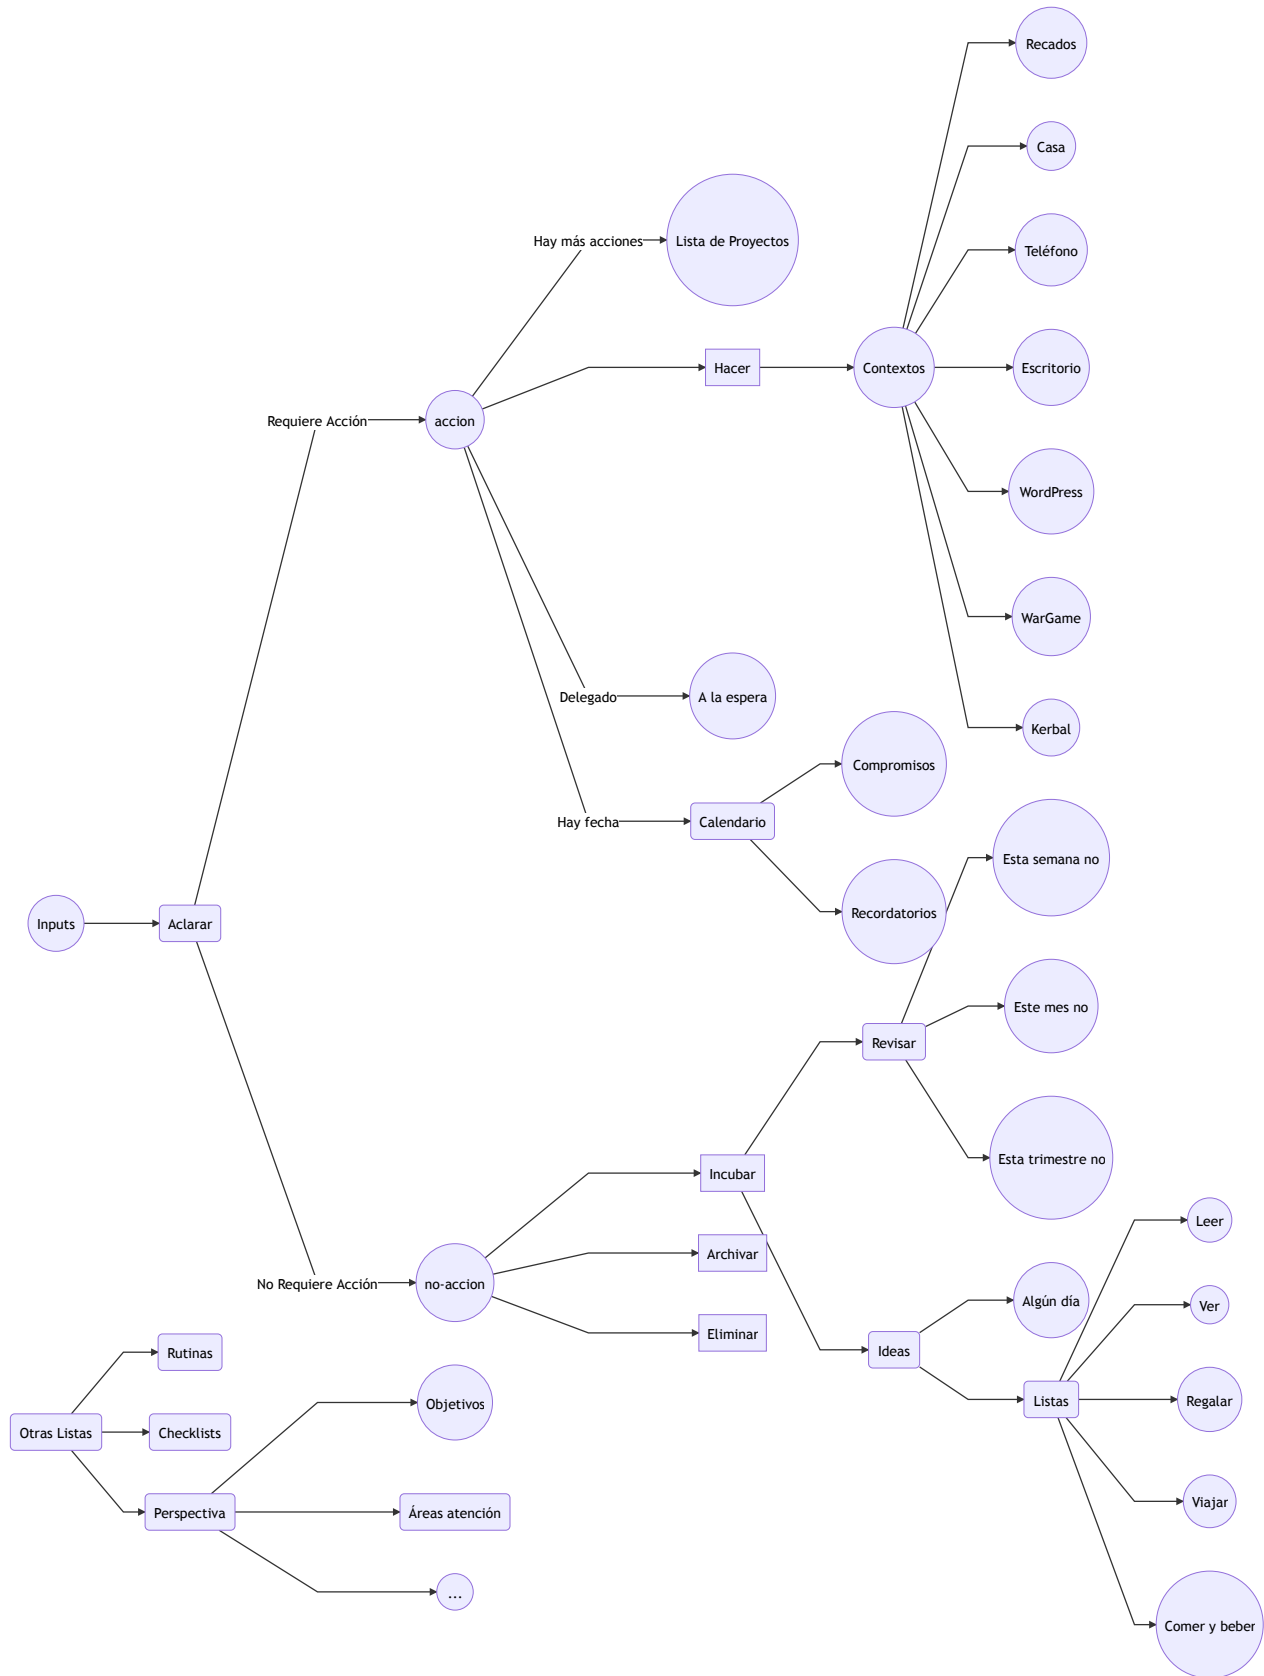 Recados
Casa
Hay más acciones
Lista de Proyectos
Teléfono
Hacer
Contextos
Escritorio
Requiere Acción
accion
WordPress
WarGame
Delegado
A la espera
Kerbal
Compromisos
Hay fecha
Calendario
Esta semana no
Inputs
Aclarar
Recordatorios
Este mes no
Revisar
Esta trimestre no
Incubar
Leer
Archivar
No Requiere Acción
no-accion
Algún día
Ver
Eliminar
Rutinas
Ideas
Objetivos
Listas
Regalar
Otras Listas
Checklists
Viajar
Perspectiva
Áreas atención
...
Comer y beber